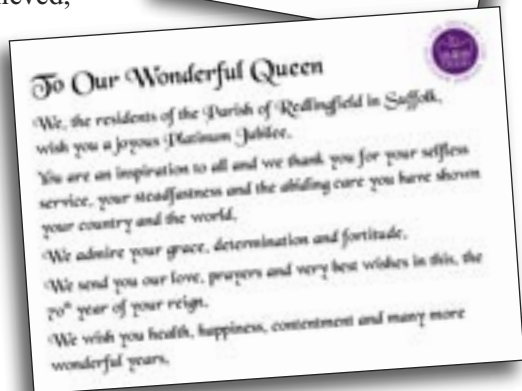 ieved,
To Our Wonderful Queen
We, the residents of the Parish of Redlingfield in Suffolk,
wish you a joyous Platinum Jubilee.
You are an inspiration to all and we thank you for your selfless
service, your steadfastness and the abiding care you have shown
your country and the world.
We admire your grace, determination and fortitude.
We send you our love, prayers and very best wishes in this, the
70th year of your reign.
We wish you health, happiness, contentment and many more
wonderful years.